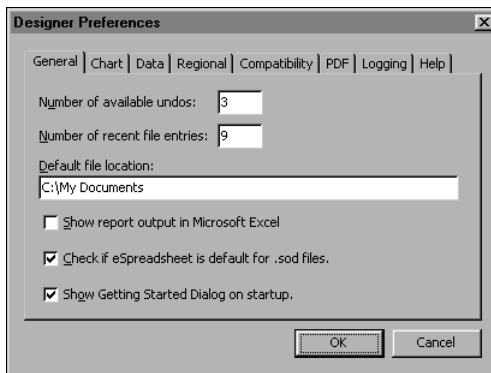 Designer Preferences
General Chart Data Regional Compatibility PDF Logging Help
Number of available undos: 3
Number of recent file entries: 9
Default file location:
C:\My Documents
Show report output in Microsoft Excel
Check if eSpreadsheet is default for .sod files.
Show Getting Started Dialog on startup.
OK Cancel